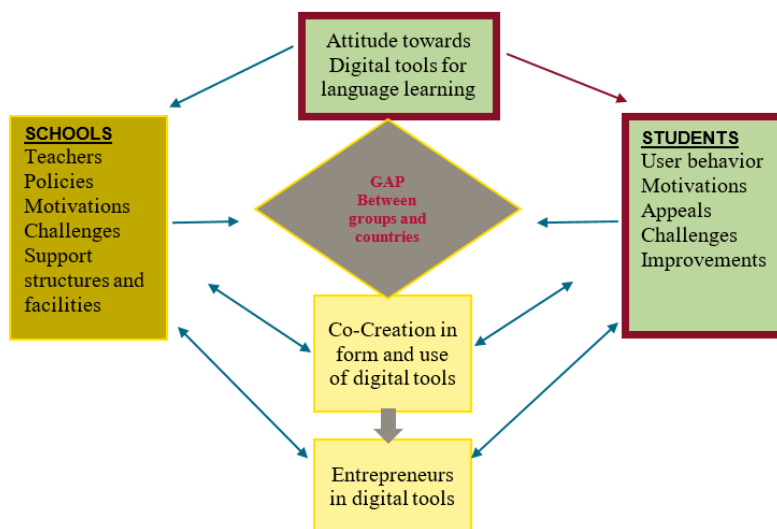 Attitude towards
Digital tools for
language learning
SCHOOLS
Teachers
Policies
Motivations
Challenges
Support
structures and
facilities
GAP
Between
groups and
countries
STUDENTS
User behavior
Motivations
Appeals
Challenges
Improvements
Co-Creation in
form and use
of digital tools
Entrepreneurs
in digital tools